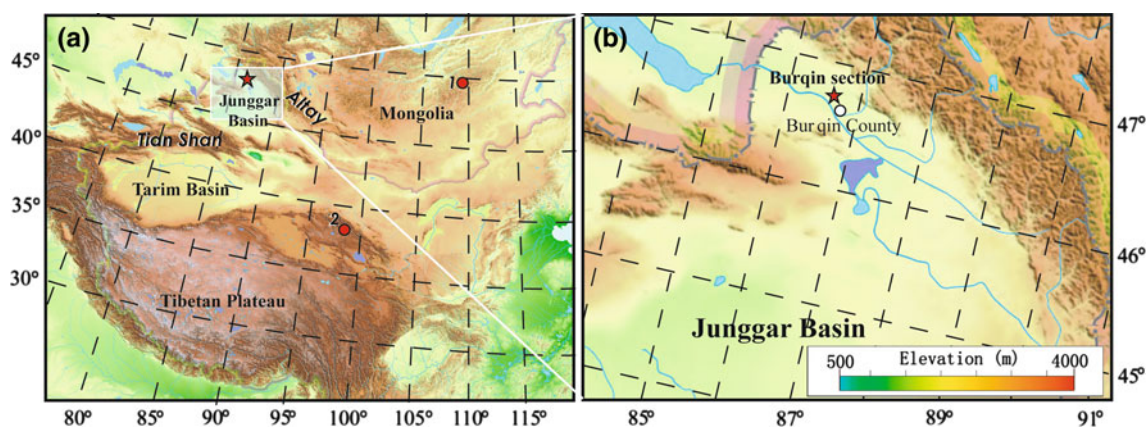 (a)
45°
40°
35°
30°
Junggar
Basin
Altay
Mongolia
1
Tian Shan
Tarim Basin
2
Tibetan Plateau
80°
85°
90°
95°
100°
105°
110°
115°
(b)
Burqin section
Burqin County
47°
46°
45°
Junggar Basin
Elevation (m)
500
4000
85°
87°
89°
91°